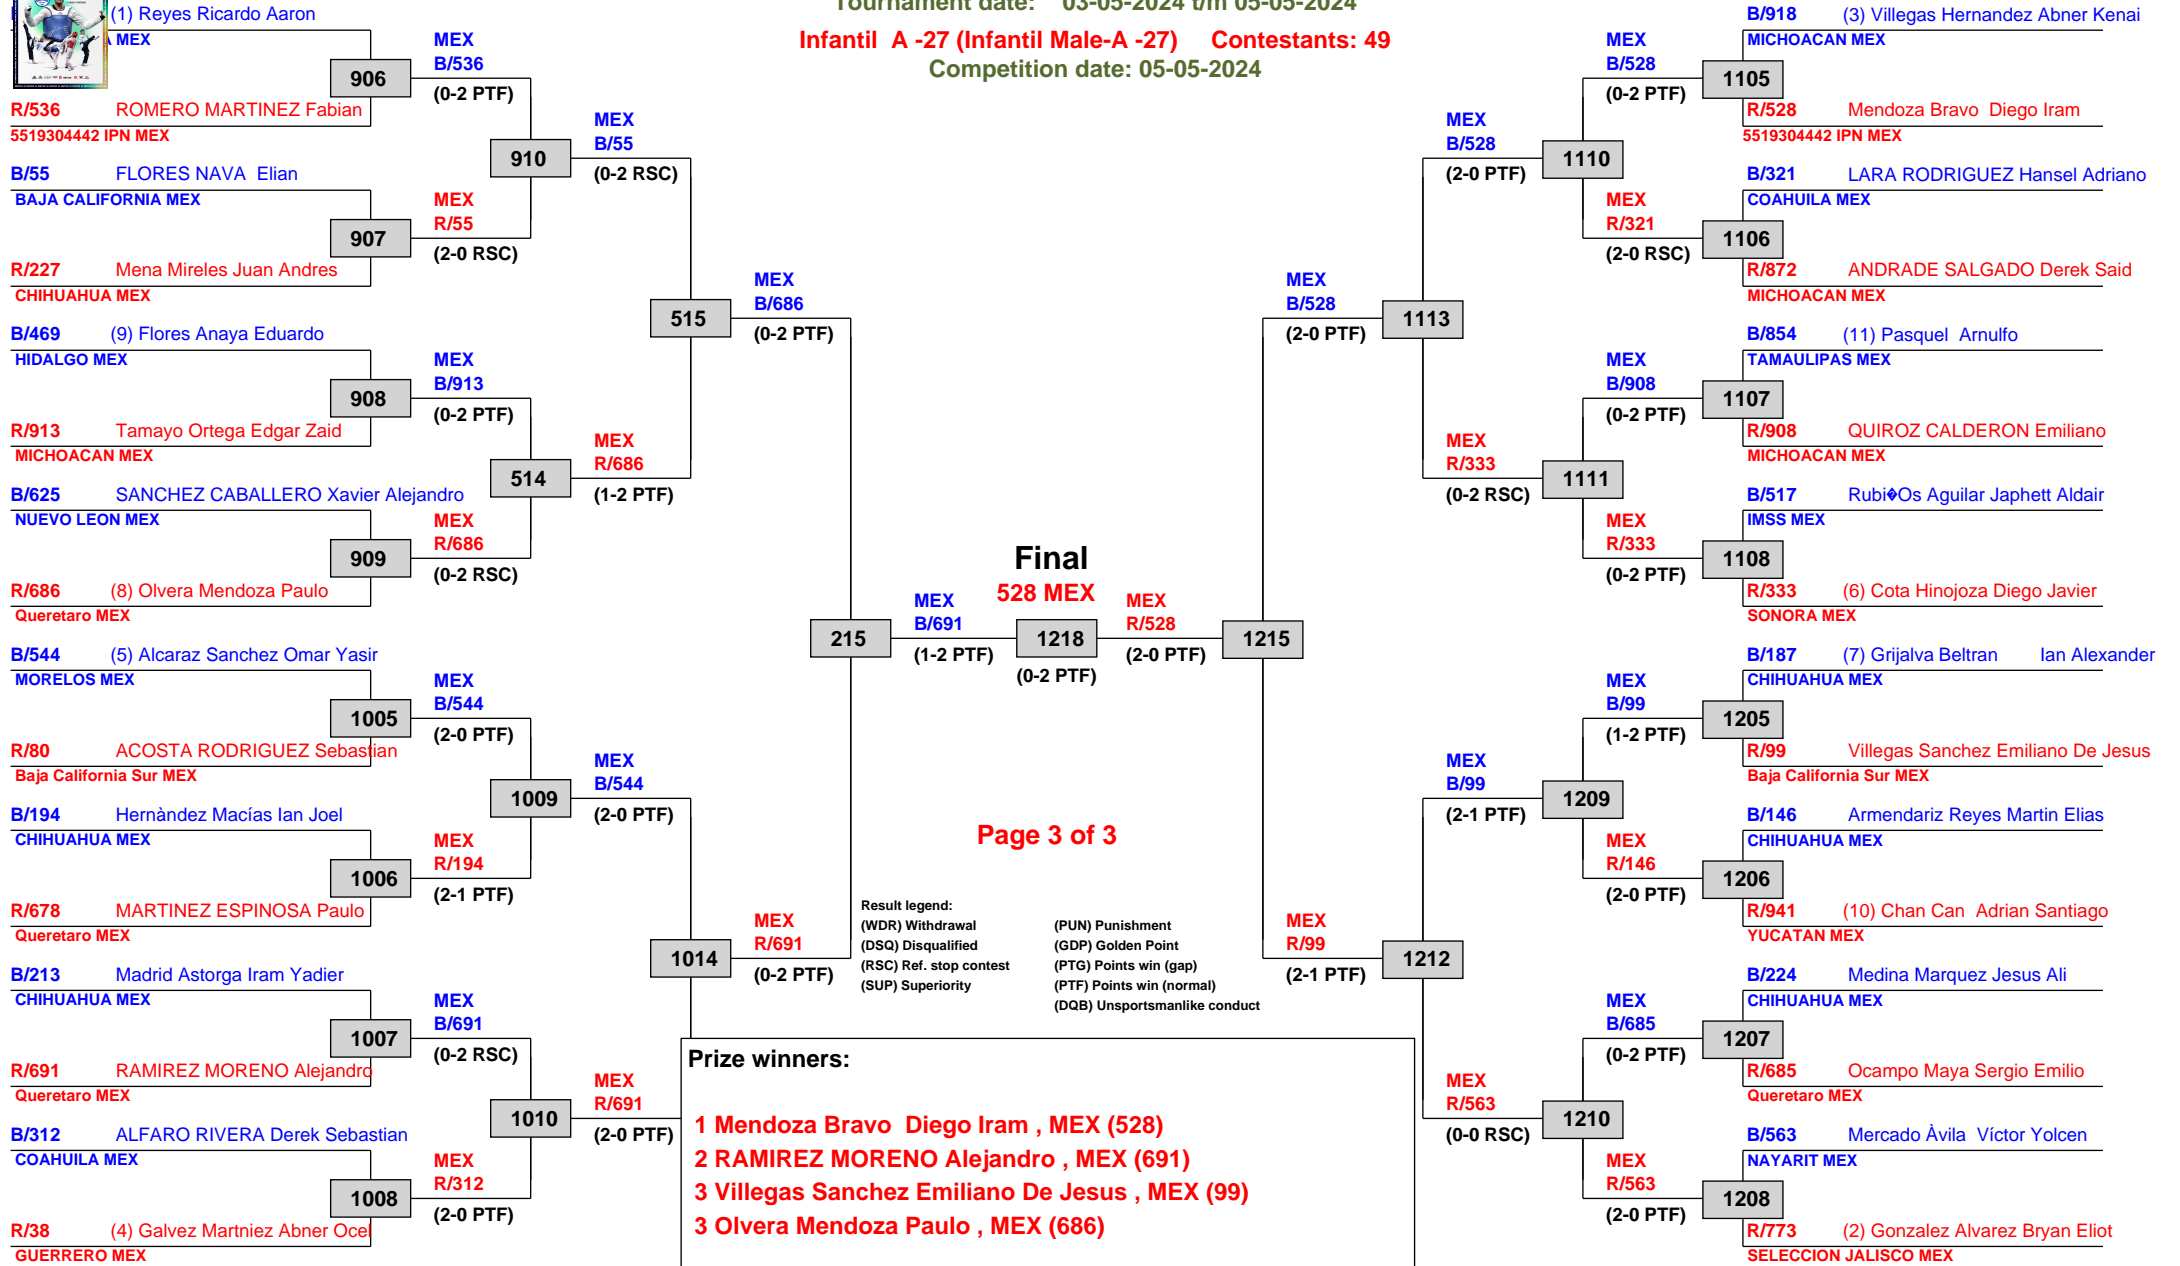 Tournament date: 03-05-2024 t/m 05-05-2024
Infantil A -27 (Infantil Male-A -27) Contestants: 49
Competition date: 05-05-2024
(1) Reyes Ricardo Aaron
MEX
906
R/536 ROMERO MARTINEZ Fabian
5519304442 IPN MEX
B/55 FLORES NAVA Elian
BAJA CALIFORNIA MEX
907
R/227 Mena Mireles Juan Andres
CHIHUAHUA MEX
B/469 (9) Flores Anaya Eduardo
HIDALGO MEX
908
R/913 Tamayo Ortega Edgar Zaid
MICHOACAN MEX
B/625 SANCHEZ CABALLERO Xavier Alejandro
NUEVO LEON MEX
909
R/686 (8) Olvera Mendoza Paulo
Queretaro MEX
B/544 (5) Alcaraz Sanchez Omar Yasir
MORELOS MEX
1005
R/80 ACOSTA RODRIGUEZ Sebastian
Baja California Sur MEX
B/194 Hernàndez Macías Ian Joel
CHIHUAHUA MEX
1006
R/678 MARTINEZ ESPINOSA Paulo
Queretaro MEX
B/213 Madrid Astorga Iram Yadier
CHIHUAHUA MEX
1007
R/691 RAMIREZ MORENO Alejandro
Queretaro MEX
B/312 ALFARO RIVERA Derek Sebastian
COAHUILA MEX
1008
R/38 (4) Galvez Martniez Abner Ocel
GUERRERO MEX
MEX
B/536
(0-2 PTF)
910
MEX
R/55
(2-0 RSC)
MEX
B/913
(0-2 PTF)
514
MEX
R/686
(0-2 RSC)
MEX
B/544
(2-0 PTF)
1009
MEX
R/194
(2-1 PTF)
MEX
B/691
(0-2 RSC)
1010
MEX
R/312
(2-0 PTF)
MEX
B/55
(0-2 RSC)
515
MEX
R/686
(1-2 PTF)
MEX
B/544
(2-0 PTF)
1014
MEX
R/691
(2-0 PTF)
MEX
B/686
(0-2 PTF)
215
MEX
R/691
(0-2 PTF)
MEX
B/691
(1-2 PTF)
Final
528 MEX
1218
(0-2 PTF)
MEX
R/528
(2-0 PTF)
1215
MEX
B/528
(2-0 PTF)
1113
MEX
R/99
(2-1 PTF)
1212
MEX
B/528
(2-0 PTF)
1110
MEX
R/333
(0-2 RSC)
1111
MEX
B/99
(2-1 PTF)
1209
MEX
R/563
(0-0 RSC)
1210
MEX
B/528
(0-2 PTF)
1105
MEX
R/321
(2-0 RSC)
1106
MEX
B/908
(0-2 PTF)
1107
MEX
R/333
(0-2 PTF)
1108
MEX
B/99
(1-2 PTF)
1205
MEX
R/146
(2-0 PTF)
1206
MEX
B/685
(0-2 PTF)
1207
MEX
R/563
(2-0 PTF)
1208
B/918 (3) Villegas Hernandez Abner Kenai
MICHOACAN MEX
R/528 Mendoza Bravo Diego Iram
5519304442 IPN MEX
B/321 LARA RODRIGUEZ Hansel Adriano
COAHUILA MEX
R/872 ANDRADE SALGADO Derek Said
MICHOACAN MEX
B/854 (11) Pasquel Arnulfo
TAMAULIPAS MEX
R/908 QUIROZ CALDERON Emiliano
MICHOACAN MEX
B/517 Rubi�Os Aguilar Japhett Aldair
IMSS MEX
R/333 (6) Cota Hinojoza Diego Javier
SONORA MEX
B/187 (7) Grijalva Beltran Ian Alexander
CHIHUAHUA MEX
R/99 Villegas Sanchez Emiliano De Jesus
Baja California Sur MEX
B/146 Armendariz Reyes Martin Elias
CHIHUAHUA MEX
R/941 (10) Chan Can Adrian Santiago
YUCATAN MEX
B/224 Medina Marquez Jesus Ali
CHIHUAHUA MEX
R/685 Ocampo Maya Sergio Emilio
Queretaro MEX
B/563 Mercado Àvila Víctor Yolcen
NAYARIT MEX
R/773 (2) Gonzalez Alvarez Bryan Eliot
SELECCION JALISCO MEX
Page 3 of 3
Result legend:
(WDR) Withdrawal
(DSQ) Disqualified
(RSC) Ref. stop contest
(SUP) Superiority
(PUN) Punishment
(GDP) Golden Point
(PTG) Points win (gap)
(PTF) Points win (normal)
(DQB) Unsportsmanlike conduct
Prize winners:
1 Mendoza Bravo Diego Iram , MEX (528)
2 RAMIREZ MORENO Alejandro , MEX (691)
3 Villegas Sanchez Emiliano De Jesus , MEX (99)
3 Olvera Mendoza Paulo , MEX (686)